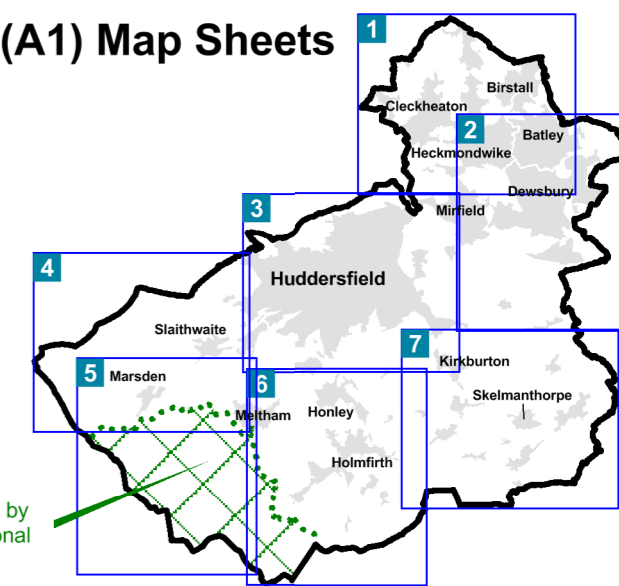 (A1) Map Sheets
1
Birstall
Cleckheaton
2
Batley
Heckmondwike
Dewsbury
3
Mirfield
4
Huddersfield
Slaithwaite
7
Kirkburton
5
Marsden
6
Skelmanthorpe
Meltham
Honley
Holmfirth
by
onal